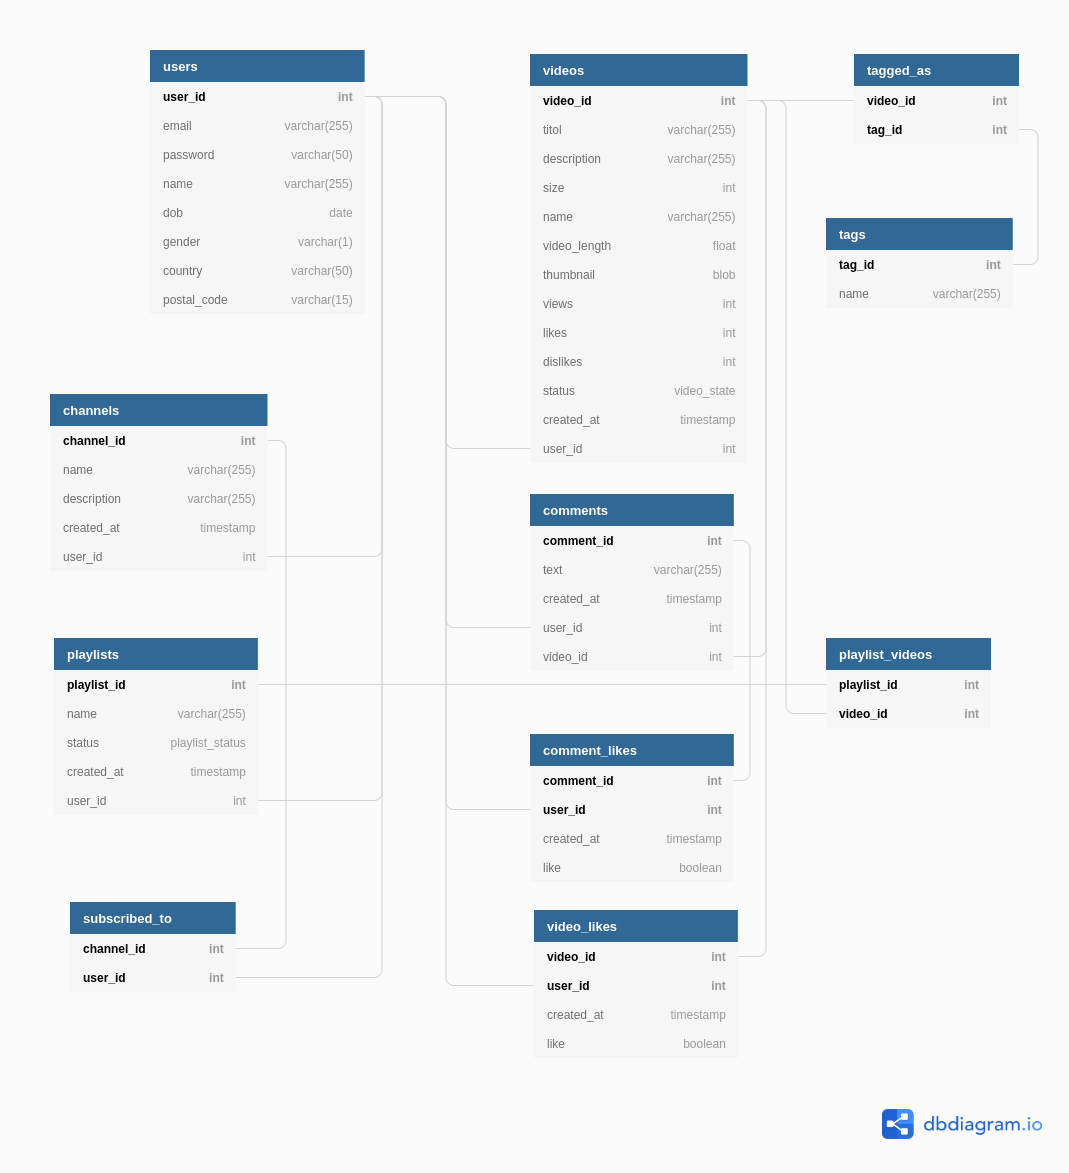 users
user_id int
email varchar(255)
password varchar(50)
name varchar(255)
dob date
gender varchar(1)
country varchar(50)
postal_code varchar(15)
videos
video_id int
titol varchar(255)
description varchar(255)
size int
name varchar(255)
video_length float
thumbnail blob
views int
likes int
dislikes int
status video_state
created_at timestamp
user_id int
tagged_as
video_id int
tag_id int
tags
tag_id int
name varchar(255)
channels
channel_id int
name varchar(255)
description varchar(255)
created_at timestamp
user_id int
comments
comment_id int
text varchar(255)
created_at timestamp
user_id int
video_id int
playlists
playlist_id int
name varchar(255)
status playlist_status
created_at timestamp
user_id int
playlist_videos
playlist_id int
video_id int
comment_likes
comment_id int
user_id int
created_at timestamp
like boolean
subscribed_to
channel_id int
user_id int
video_likes
video_id int
user_id int
created_at timestamp
like boolean
dbdiagram.io